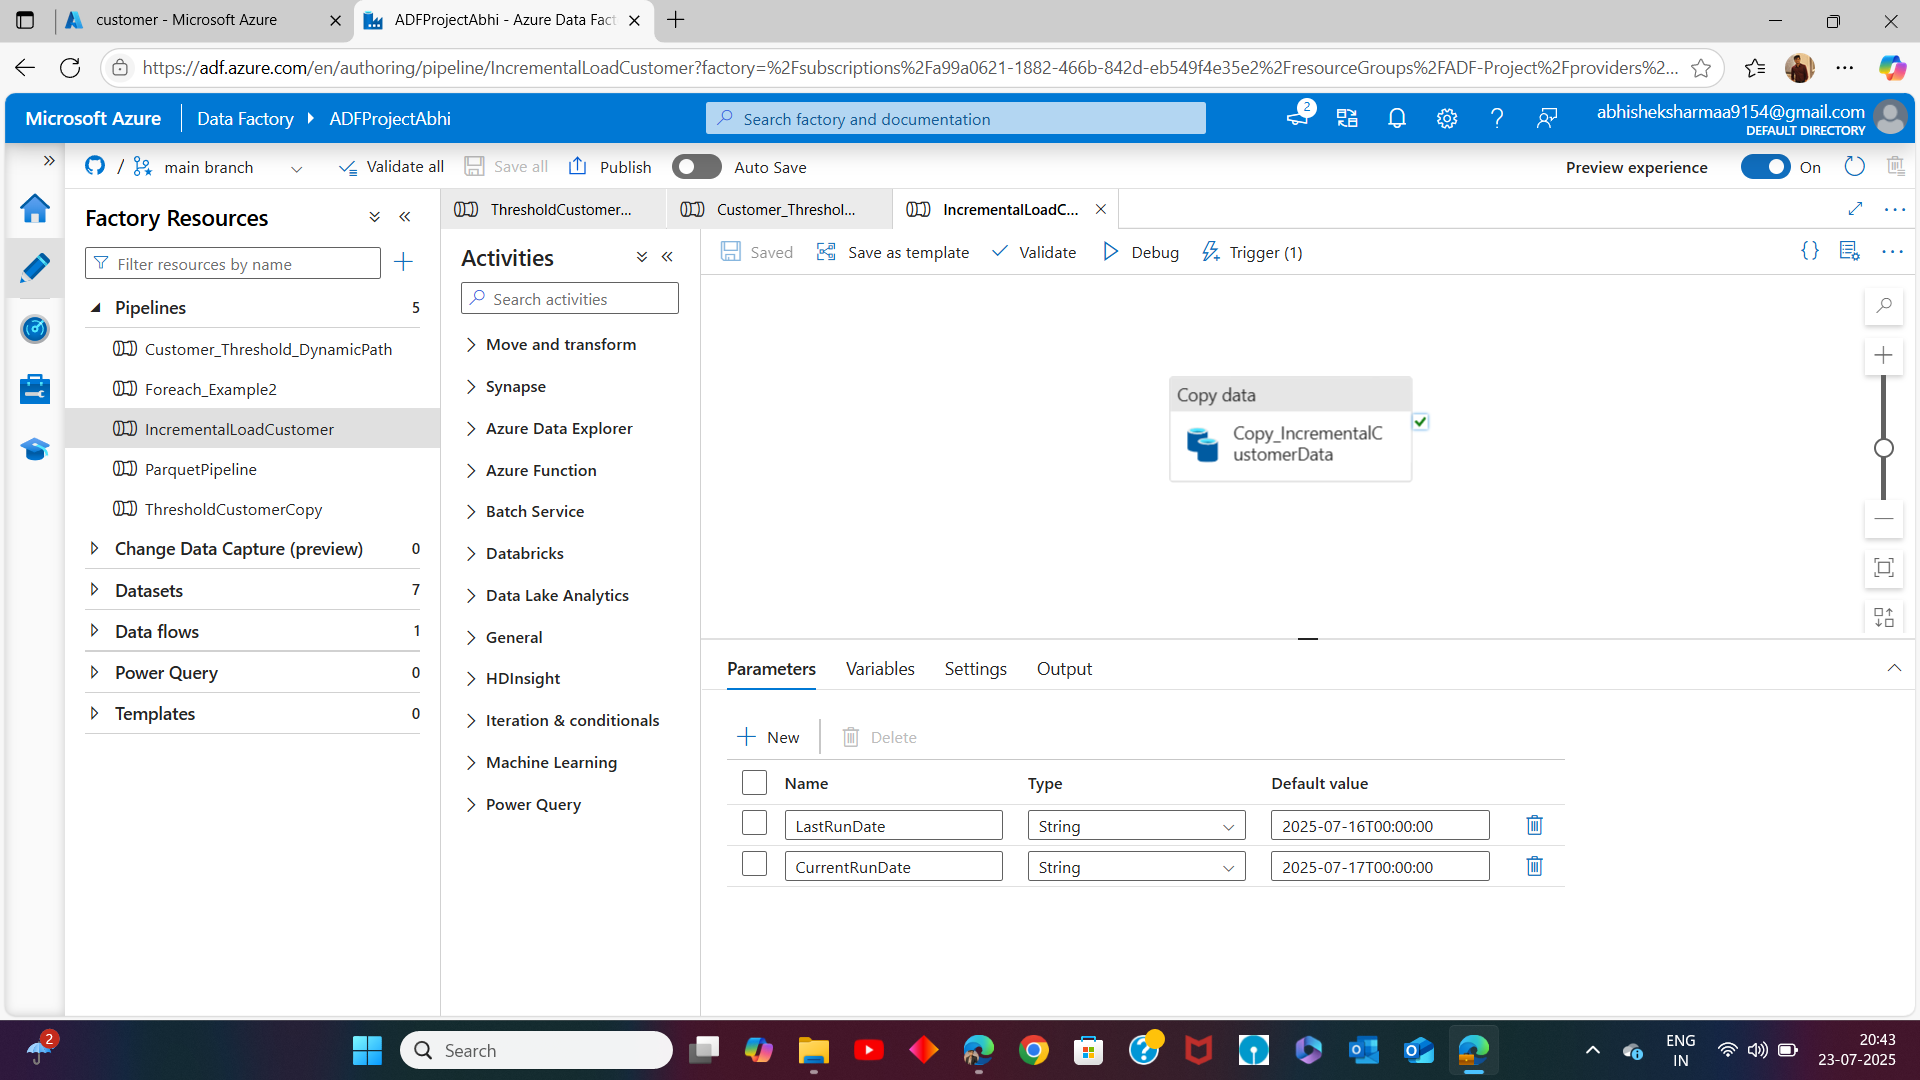 customer - Microsoft Azure
ADFProjectAbhi - Azure Data Fact
https://adf.azure.com/en/authoring/pipeline/IncrementalLoadCustomer?factory=%2Fsubscriptions%2Fa99a0621-1882-466b-842d-eb549f4e35e2%2FresourceGroups%2FADF-Project%2Fproviders%2...
Microsoft Azure
Data Factory
ADFProjectAbhi
Search factory and documentation
2
abhisheksharmaa9154@gmail.com
DEFAULT DIRECTORY
/
main branch
Validate all
Save all
Publish
Auto Save
Preview experience
On
Factory Resources
Filter resources by name
Pipelines
5
Customer_Threshold_DynamicPath
Foreach_Example2
IncrementalLoadCustomer
ParquetPipeline
ThresholdCustomerCopy
Change Data Capture (preview)
0
Datasets
7
Data flows
1
Power Query
0
Templates
0
ThresholdCustomer...
Customer_Threshol...
IncrementalLoadC...
Activities
Search activities
Move and transform
Synapse
Azure Data Explorer
Azure Function
Batch Service
Databricks
Data Lake Analytics
General
HDInsight
Iteration & conditionals
Machine Learning
Power Query
Saved
Save as template
Validate
Debug
Trigger (1)
{}
Copy data
Copy_IncrementalC
ustomerData
Parameters
Variables
Settings
Output
New
Delete
Name
Type
Default value
LastRunDate
String
2025-07-16T00:00:00
CurrentRunDate
String
2025-07-17T00:00:00
2
Search
ENG
IN
20:43
23-07-2025